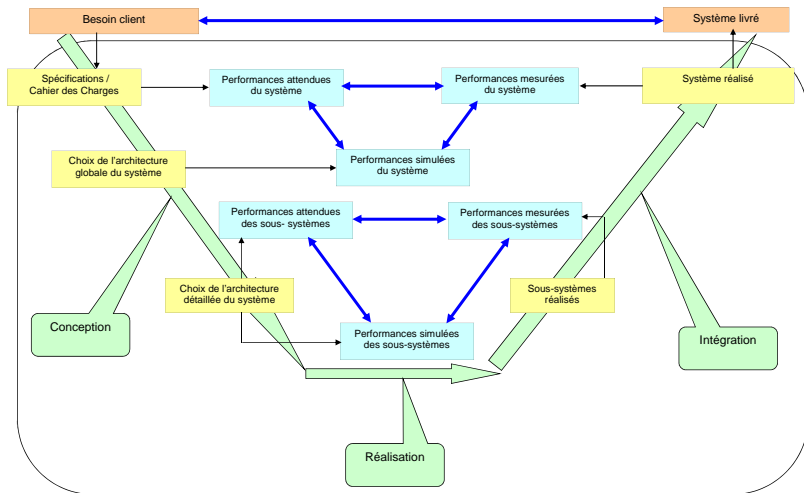 Besoin client
Système livré
Spécifications /
Cahier des Charges
Performances attendues
du système
Performances mesurées
du système
Système réalisé
Choix de l'architecture
globale du système
Performances simulées
du système
Performances attendues
des sous- systèmes
Performances mesurées
des sous-systèmes
Choix de l'architecture
détaillée du système
Sous-systèmes
réalisés
Conception
Performances simulées
des sous-systèmes
Intégration
Réalisation